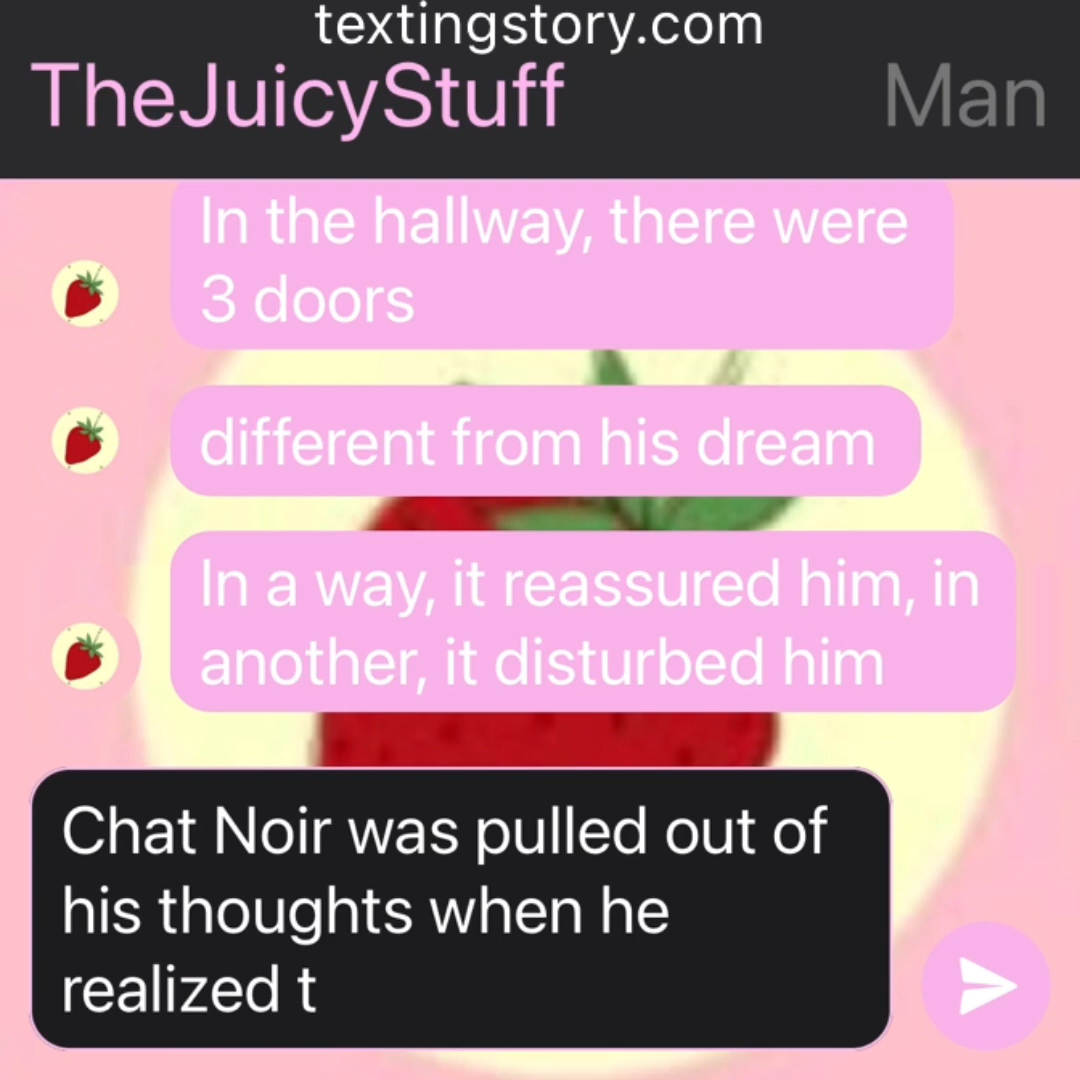 textingstory.com
TheJuicyStuff Man
In the hallway, there were
3 doors
different from his dream
In a way, it reassured him, in
another, it disturbed him
Chat Noir was pulled out of
his thoughts when he
realized t